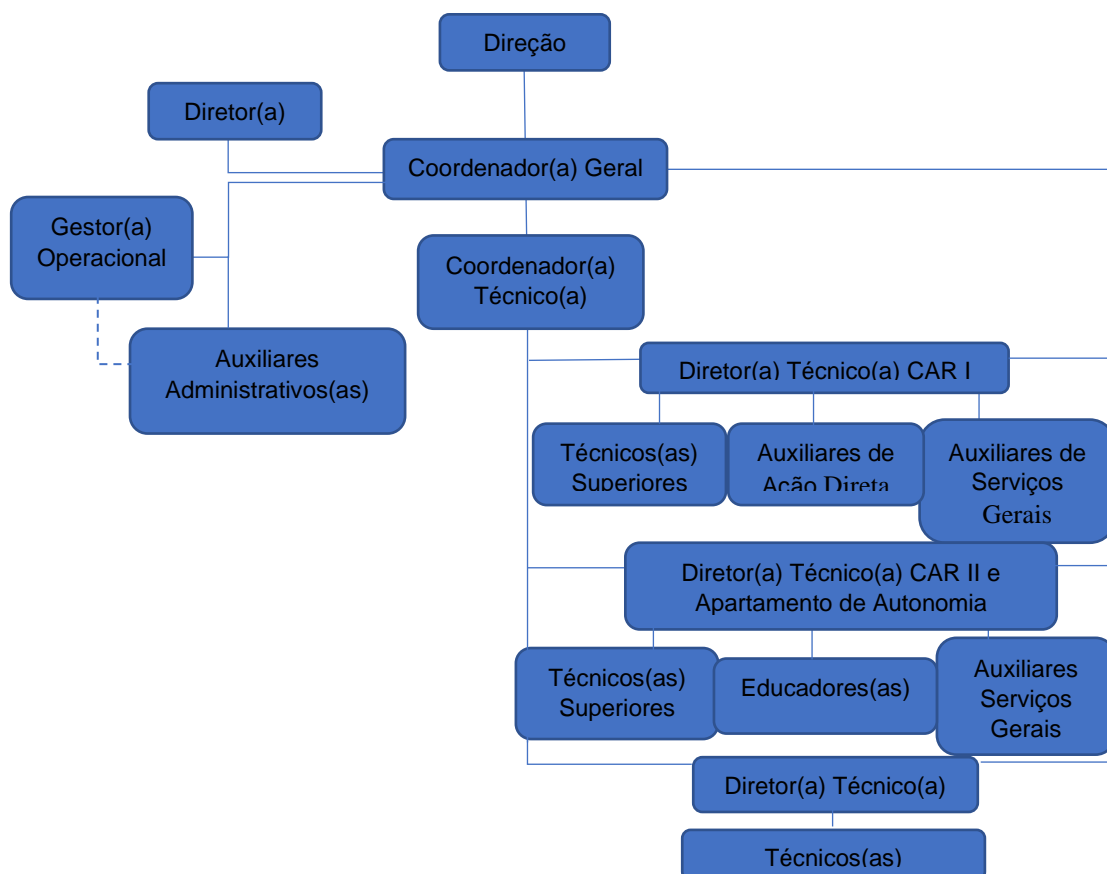 Direção
Diretor(a)
Coordenador(a) Geral
Gestor(a)
Operacional
Coordenador(a)
Técnico(a)
Auxiliares
Administrativos(as)
Diretor(a) Técnico(a) CAR I
Técnicos(as)
Superiores
Auxiliares de
Ação Direta
Auxiliares de
Serviços
Gerais
Diretor(a) Técnico(a) CAR II e
Apartamento de Autonomia
Técnicos(as)
Superiores
Educadores(as)
Auxiliares
Serviços
Gerais
Diretor(a) Técnico(a)
Técnicos(as)